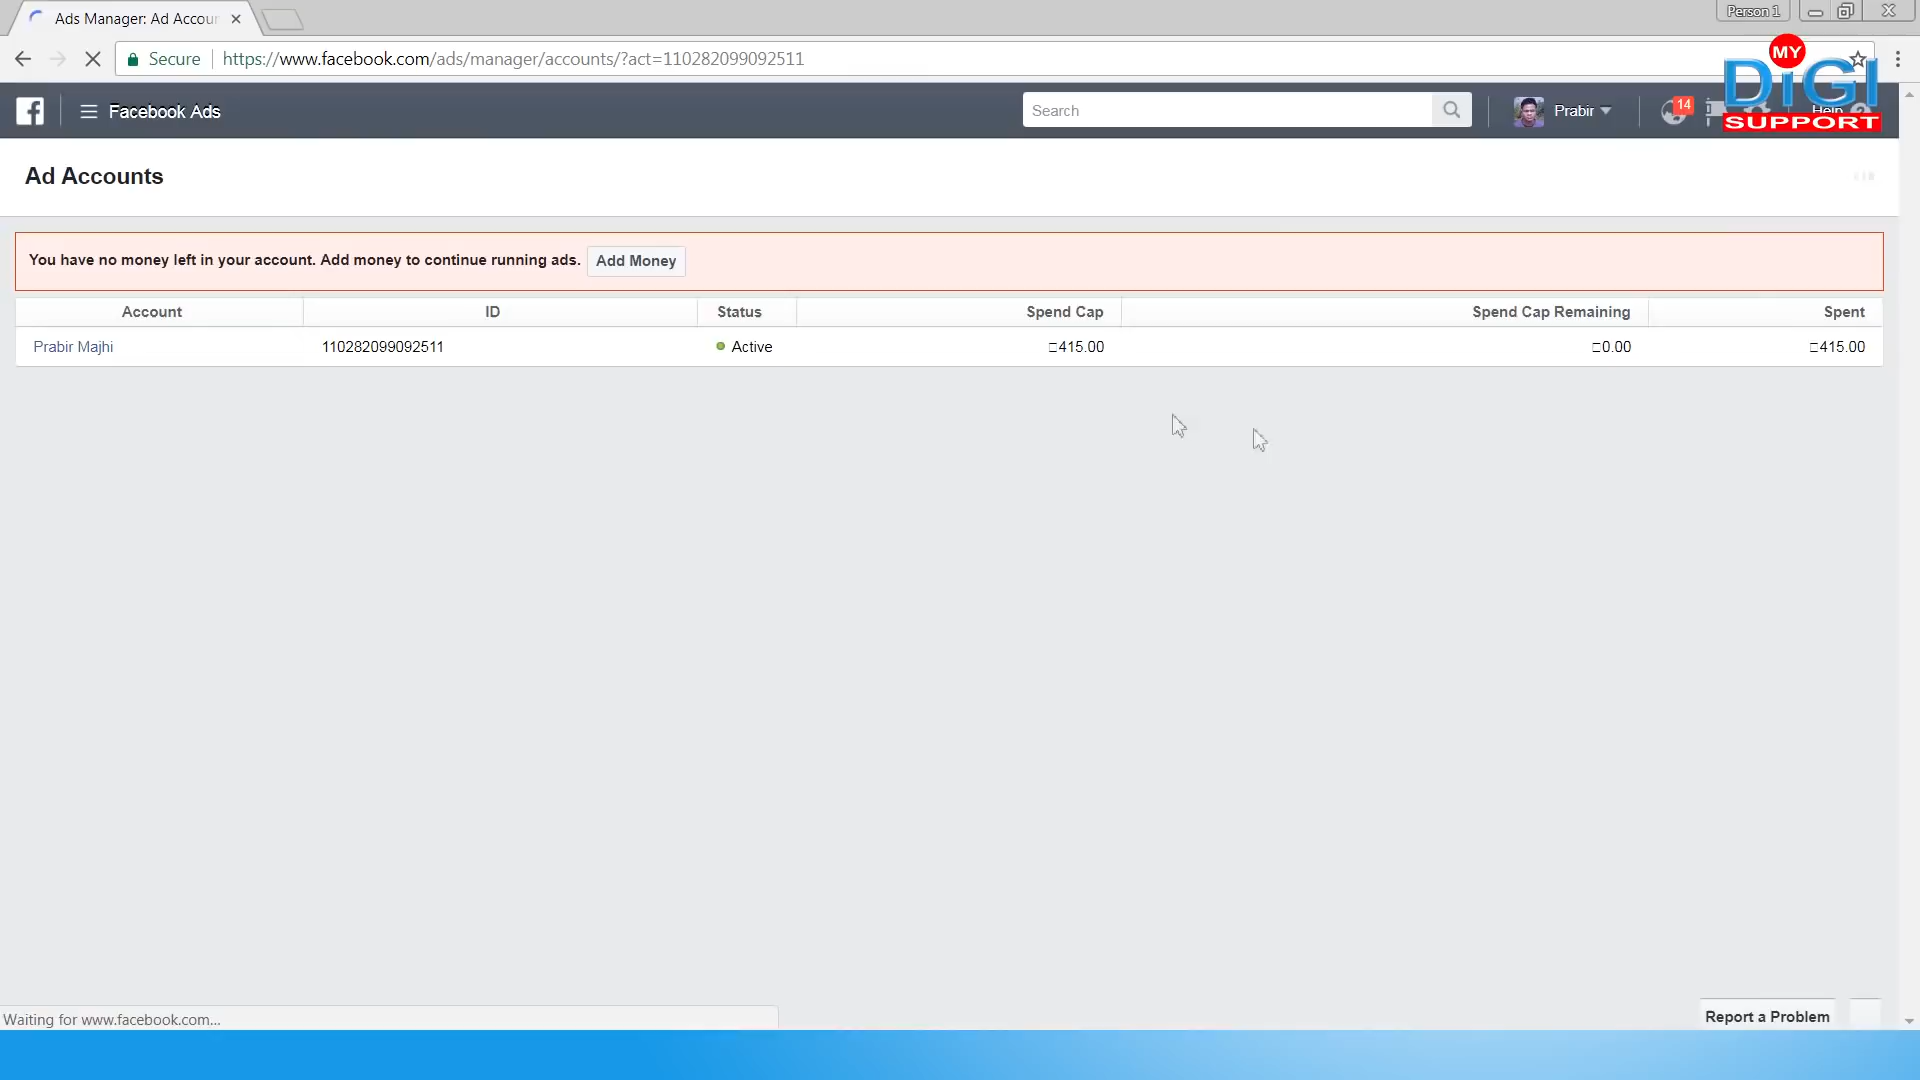 Ads Manager: Ad Accour
Person 1
Secure
https://www.facebook.com/ads/manager/accounts/?act=110282099092511
MY
DiGI
SUPPORT
Facebook Ads
Search
Prabir
14
Help
Ad Accounts
You have no money left in your account. Add money to continue running ads. Add Money
Account ID Status Spend Cap Spend Cap Remaining Spent
Prabir Majhi 110282099092511 Active □415.00 □0.00 □415.00
Waiting for www.facebook.com...
Report a Problem